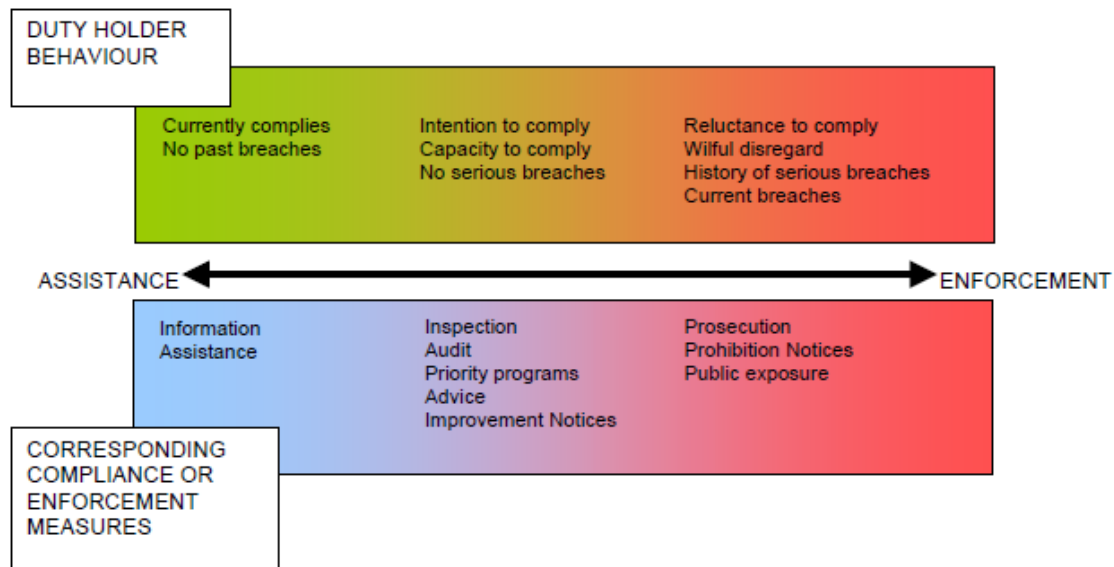 DUTY HOLDER
BEHAVIOUR
Currently complies
No past breaches
Intention to comply
Capacity to comply
No serious breaches
Reluctance to comply
Wilful disregard
History of serious breaches
Current breaches
ASSISTANCE
ENFORCEMENT
Information
Assistance
Inspection
Audit
Priority programs
Advice
Improvement Notices
Prosecution
Prohibition Notices
Public exposure
CORRESPONDING
COMPLIANCE OR
ENFORCEMENT
MEASURES